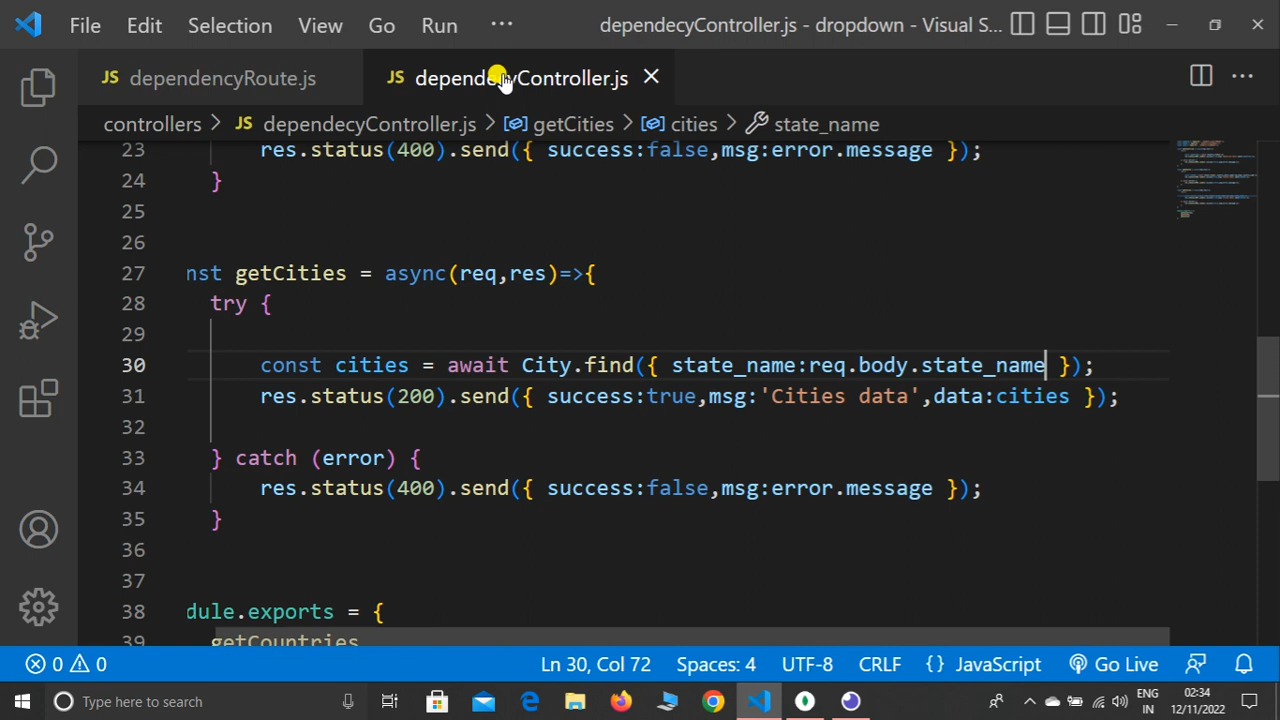 File Edit Selection View Go Run ··· dependecyController.js - dropdown - Visual S...
JS dependencyRoute.js JS dependecyController.js
controllers > JS dependecyController.js > getCities > cities > state_name
23 res.status(400).send({ success:false,msg:error.message });
24 }
25
26
27 nst getCities = async(req,res)=>{
28 try {
29
30 const cities = await City.find({ state_name:req.body.state_name });
31 res.status(200).send({ success:true,msg:'Cities data',data:cities });
32
33 } catch (error) {
34 res.status(400).send({ success:false,msg:error.message });
35 }
36
37
38 dule.exports = {
39 getCountries
0 0 Ln 30, Col 72 Spaces: 4 UTF-8 CRLF {} JavaScript Go Live
Type here to search ENG IN 02:34 12/11/2022